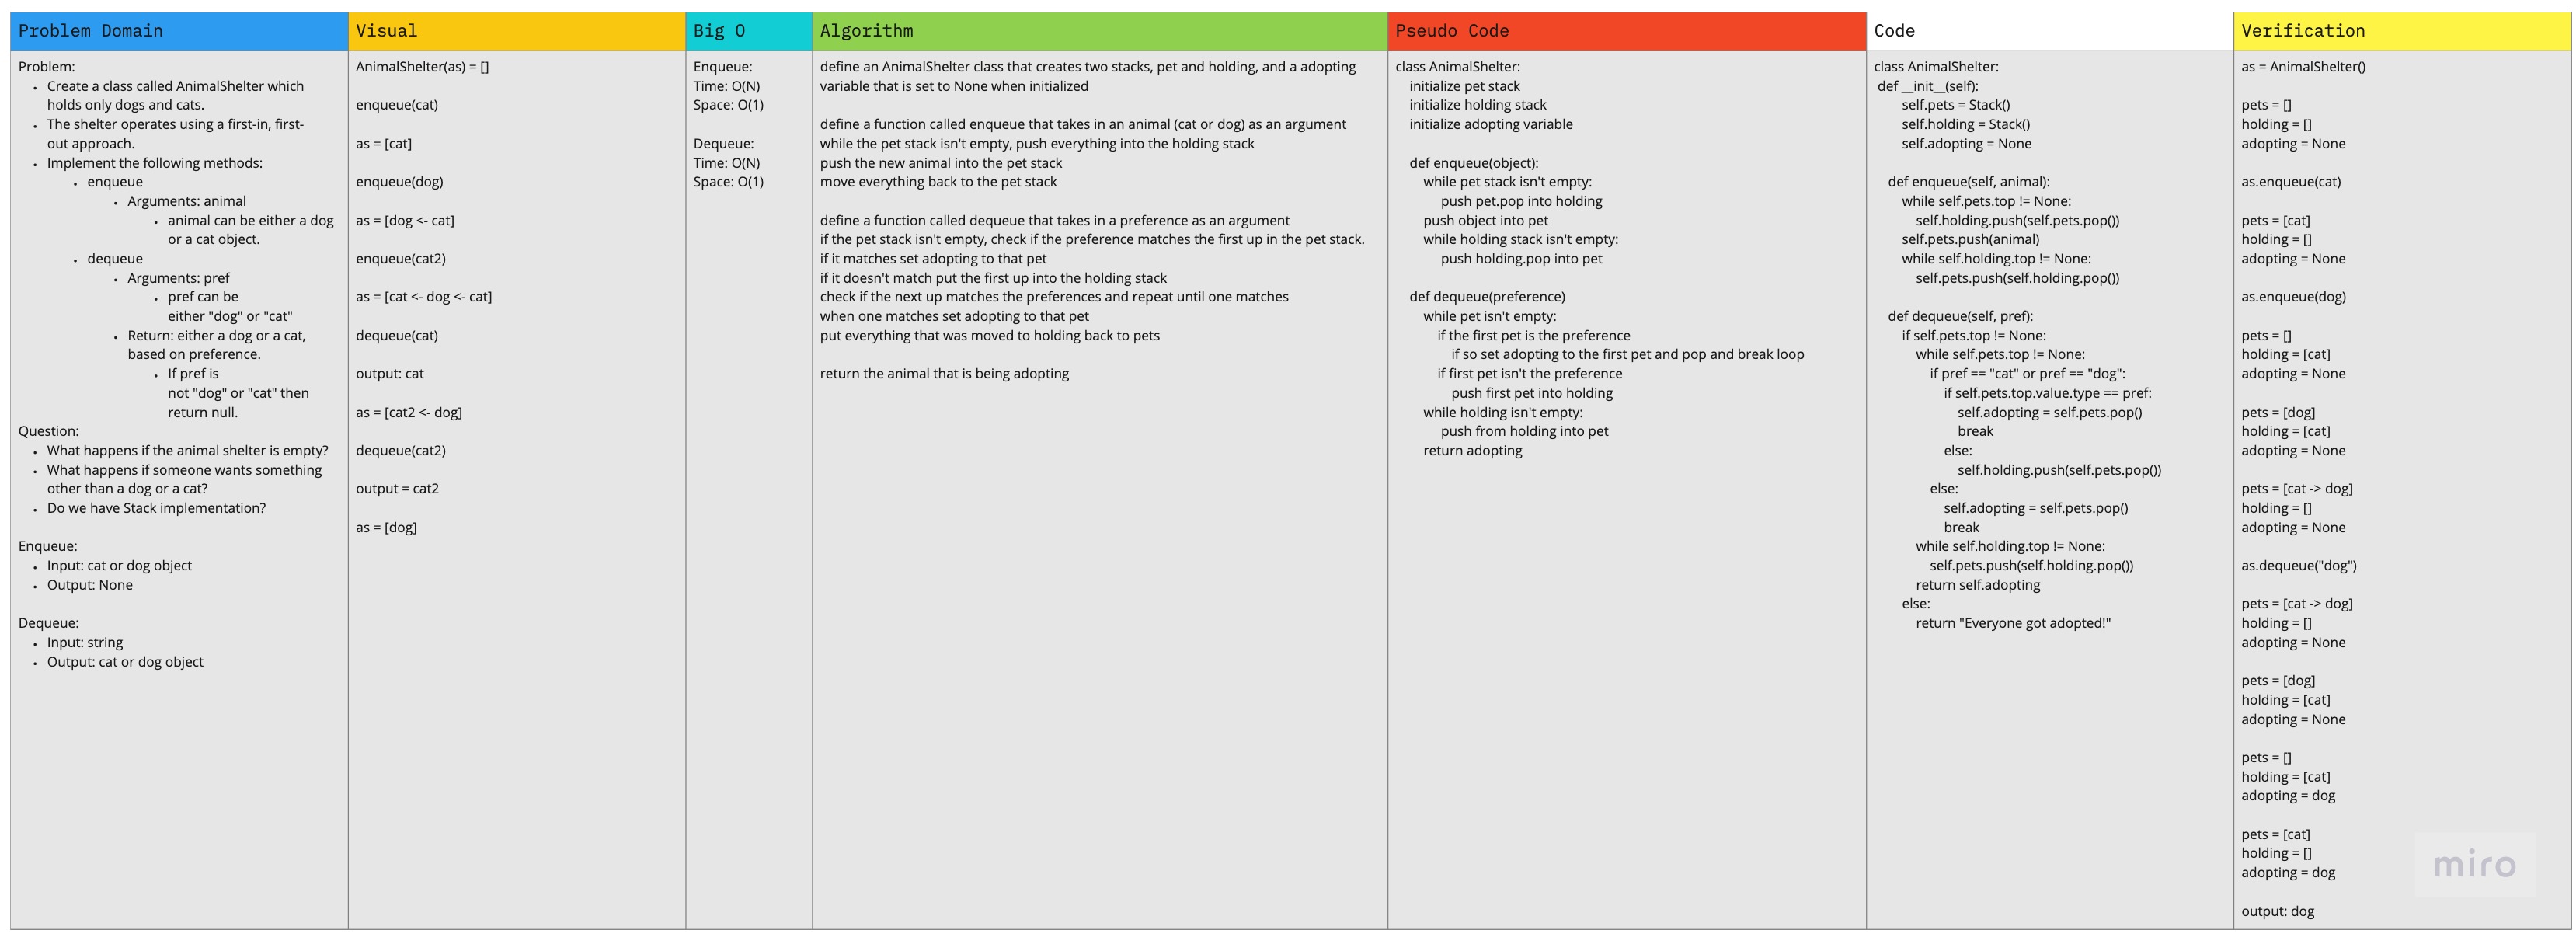 Problem Domain
Problem:
• Create a class called AnimalShelter which
holds only dogs and cats.
• The shelter operates using a first-in, first-
out approach.
• Implement the following methods:
• enqueue
• Arguments: animal
• animal can be either a dog
or a cat object.
• dequeue
• Arguments: pref
• pref can be
either "dog" or "cat"
• Return: either a dog or a cat,
based on preference.
• If pref is
not "dog" or "cat" then
return null.
Question:
• What happens if the animal shelter is empty?
• What happens if someone wants something
other than a dog or a cat?
• Do we have Stack implementation?
Enqueue:
• Input: cat or dog object
• Output: None
Dequeue:
• Input: string
• Output: cat or dog object
Visual
AnimalShelter(as) = []
enqueue(cat)
as = [cat]
enqueue(dog)
as = [dog <- cat]
enqueue(cat2)
as = [cat <- dog <- cat]
dequeue(cat)
output: cat
as = [cat2 <- dog]
dequeue(cat2)
output = cat2
as = [dog]
Big O
Enqueue:
Time: O(N)
Space: O(1)
Dequeue:
Time: O(N)
Space: O(1)
Algorithm
define an AnimalShelter class that creates two stacks, pet and holding, and a adopting
variable that is set to None when initialized
define a function called enqueue that takes in an animal (cat or dog) as an argument
while the pet stack isn't empty, push everything into the holding stack
push the new animal into the pet stack
move everything back to the pet stack
define a function called dequeue that takes in a preference as an argument
if the pet stack isn't empty, check if the preference matches the first up in the pet stack.
if it matches set adopting to that pet
if it doesn't match put the first up into the holding stack
check if the next up matches the preferences and repeat until one matches
when one matches set adopting to that pet
put everything that was moved to holding back to pets
return the animal that is being adopting
Pseudo Code
class AnimalShelter:
initialize pet stack
initialize holding stack
initialize adopting variable
def enqueue(object):
while pet stack isn't empty:
push pet.pop into holding
push object into pet
while holding stack isn't empty:
push holding.pop into pet
def dequeue(preference)
while pet isn't empty:
if the first pet is the preference
if so set adopting to the first pet and pop and break loop
if first pet isn't the preference
push first pet into holding
while holding isn't empty:
push from holding into pet
return adopting
Code
class AnimalShelter:
def __init__(self):
self.pets = Stack()
self.holding = Stack()
self.adopting = None
def enqueue(self, animal):
while self.pets.top != None:
self.holding.push(self.pets.pop())
self.pets.push(animal)
while self.holding.top != None:
self.pets.push(self.holding.pop())
def dequeue(self, pref):
if self.pets.top != None:
while self.pets.top != None:
if pref == "cat" or pref == "dog":
if self.pets.top.value.type == pref:
self.adopting = self.pets.pop()
break
else:
self.holding.push(self.pets.pop())
else:
self.adopting = self.pets.pop()
break
while self.holding.top != None:
self.pets.push(self.holding.pop())
return self.adopting
else:
return "Everyone got adopted!"
Verification
as = AnimalShelter()
pets = []
holding = []
adopting = None
as.enqueue(cat)
pets = [cat]
holding = []
adopting = None
as.enqueue(dog)
pets = []
holding = [cat]
adopting = None
pets = [dog]
holding = [cat]
adopting = None
pets = [cat -> dog]
holding = []
adopting = None
as.dequeue("dog")
pets = [cat -> dog]
holding = []
adopting = None
pets = [dog]
holding = [cat]
adopting = None
pets = []
holding = [cat]
adopting = dog
pets = [cat]
holding = []
adopting = dog
output: dog
miro